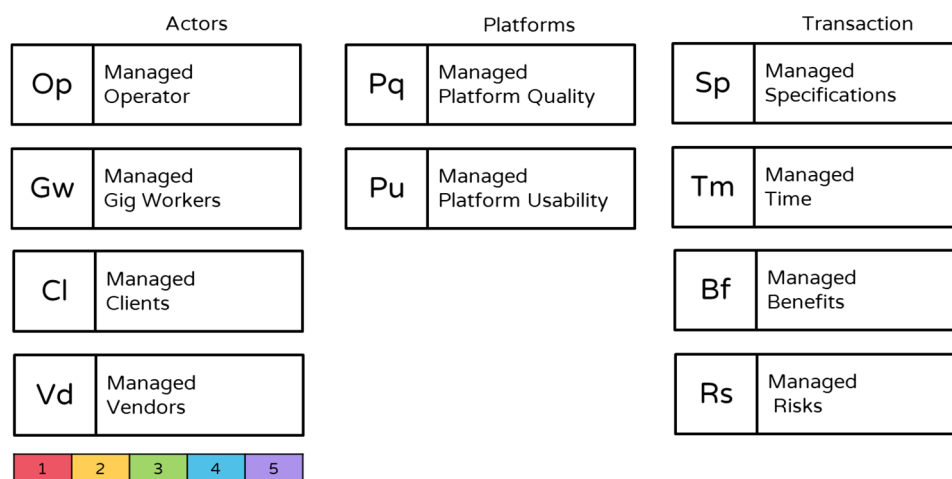 Actors
Op
Managed
Operator
Gw
Managed
Gig Workers
Cl
Managed
Clients
Vd
Managed
Vendors
1 2 3 4 5
Platforms
Pq
Managed
Platform Quality
Pu
Managed
Platform Usability
Transaction
Sp
Managed
Specifications
Tm
Managed
Time
Bf
Managed
Benefits
Rs
Managed
Risks